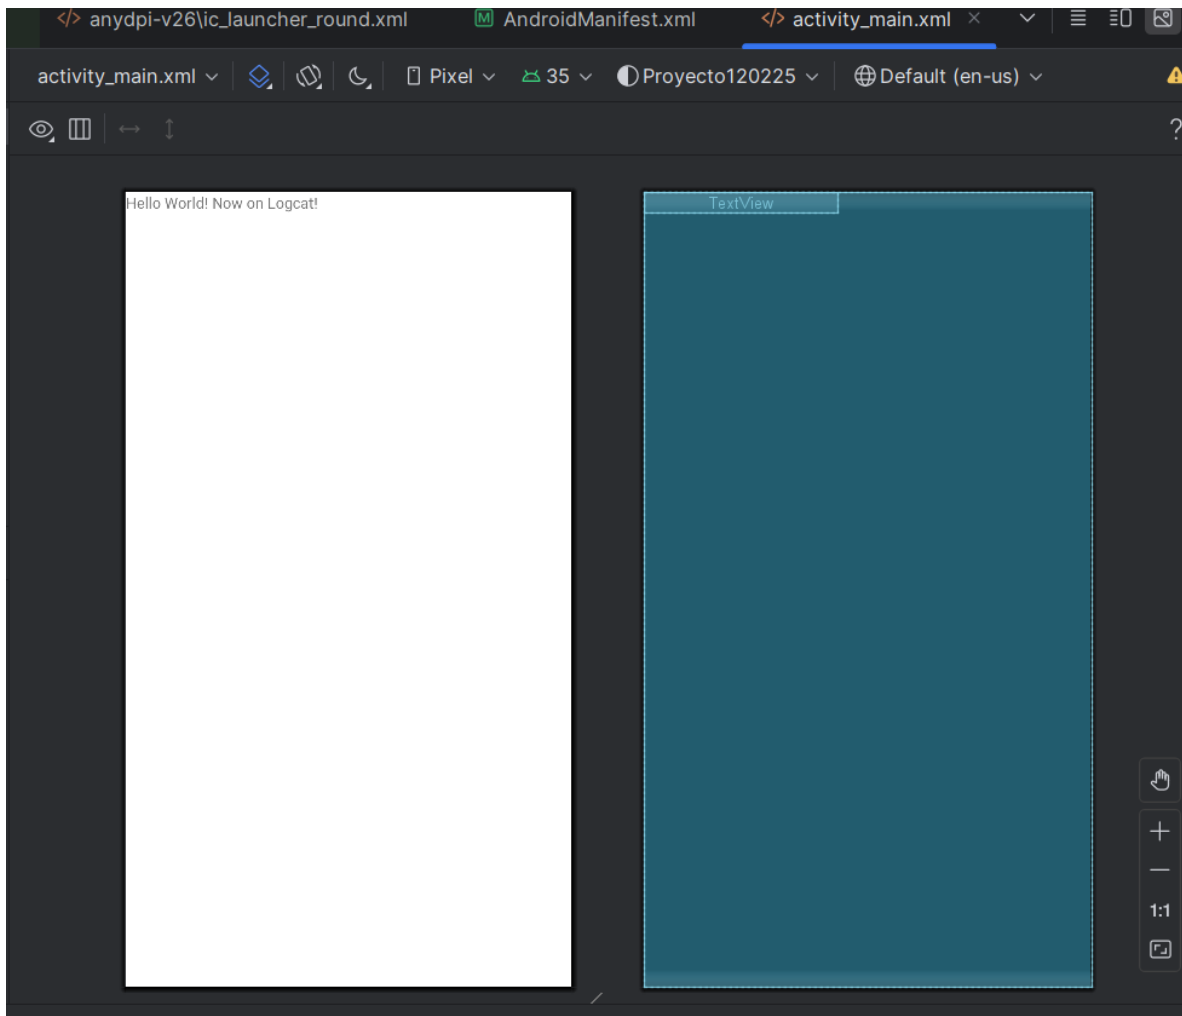 anydpi-v26\ic_launcher_round.xml AndroidManifest.xml activity_main.xml
activity_main.xml Pixel 35 Proyecto120225 Default (en-us)
?
Hello World! Now on Logcat!
TextView
1:1